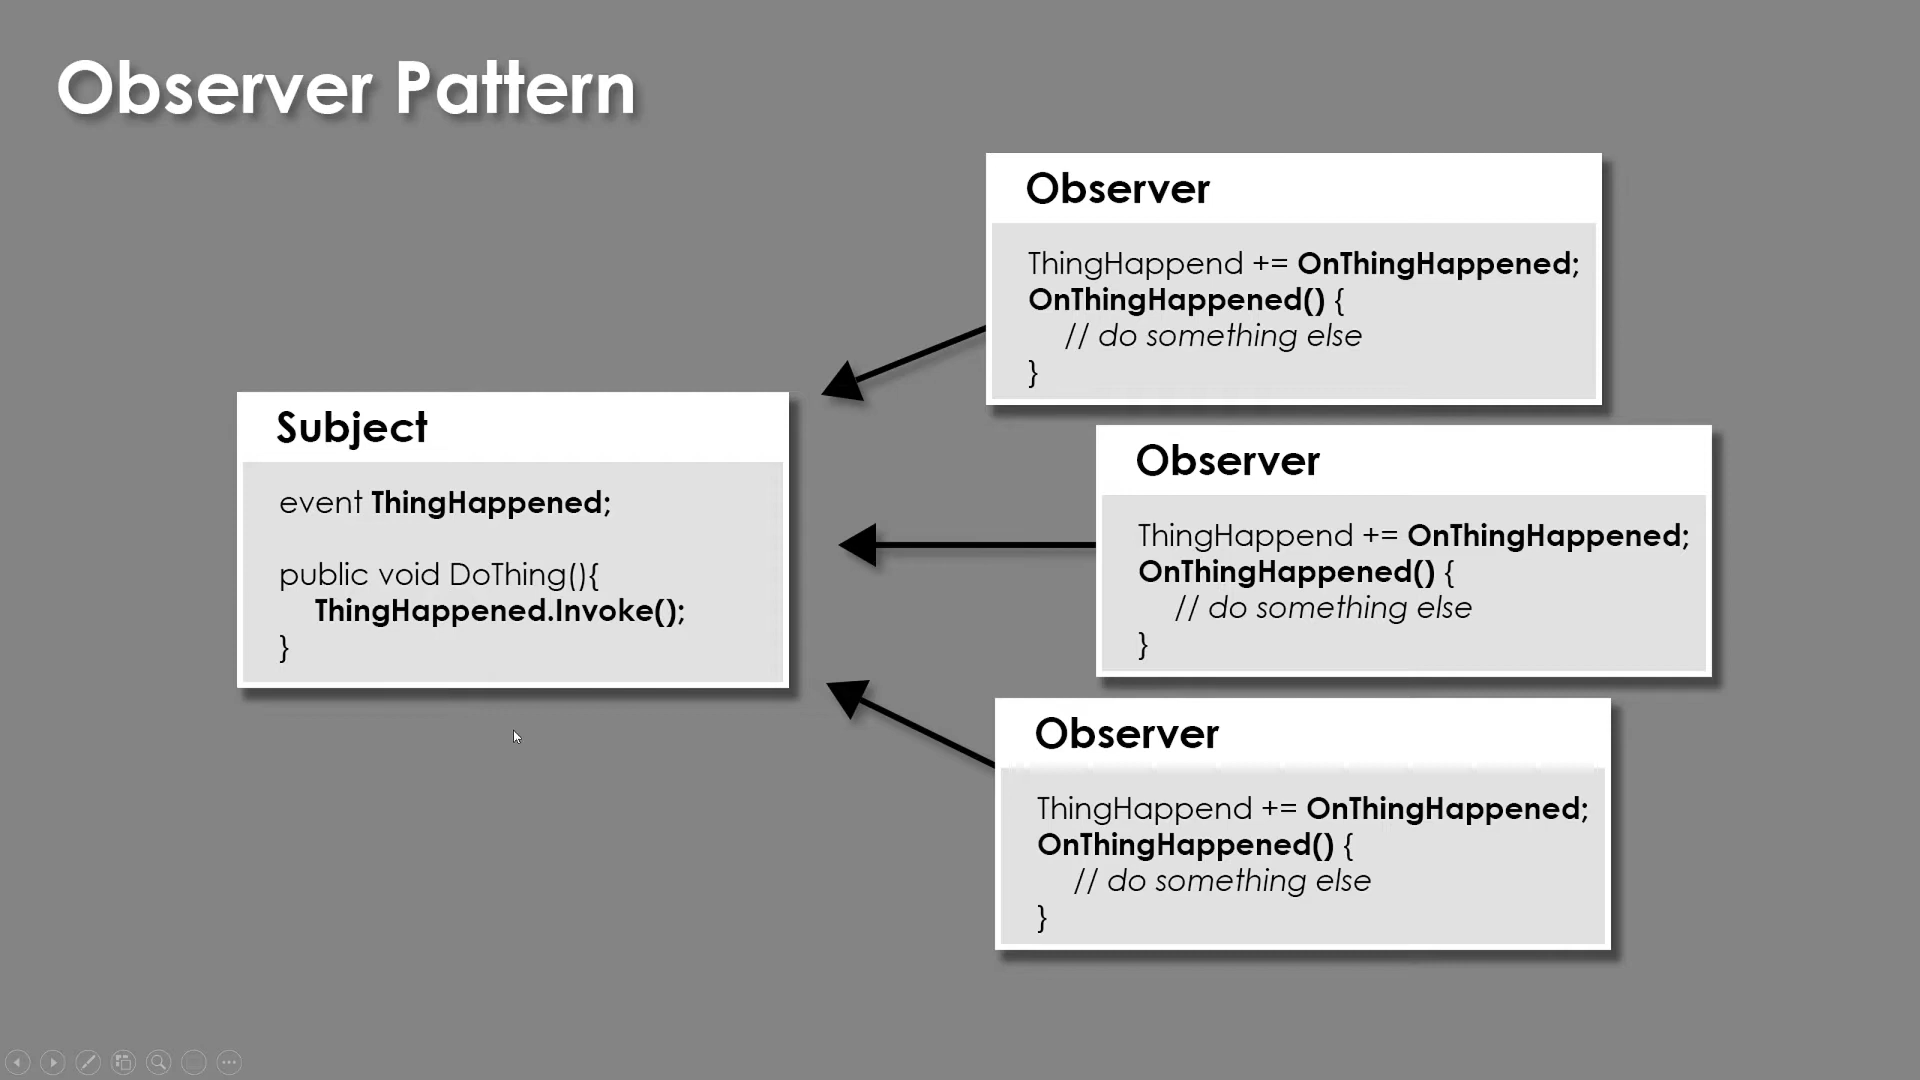 Observer Pattern
Subject
event ThingHappened;
public void DoThing(){
ThingHappened.Invoke();
}
Observer
ThingHappend += OnThingHappened;
OnThingHappened() {
// do something else
}
Observer
ThingHappend += OnThingHappened;
OnThingHappened() {
// do something else
}
Observer
ThingHappend += OnThingHappened;
OnThingHappened() {
// do something else
}